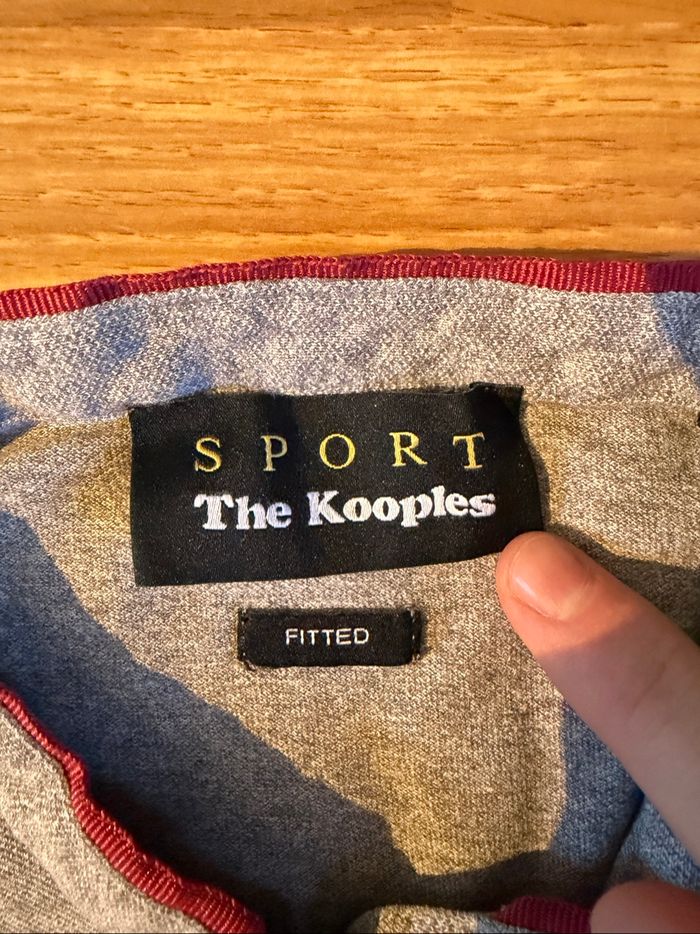 SPORT
The Kooples
FITTED